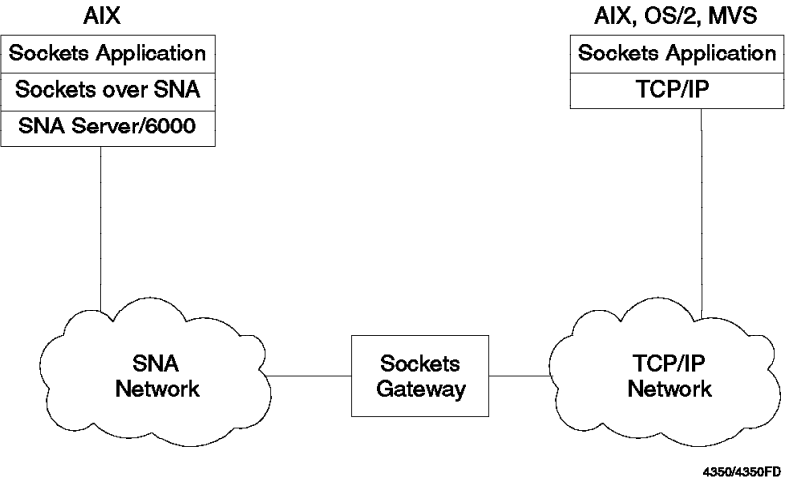 AIX
Sockets Application
Sockets over SNA
SNA Server/6000
AIX, OS/2, MVS
Sockets Application
TCP/IP
SNA
Network
Sockets
Gateway
TCP/IP
Network
4350/4350FD